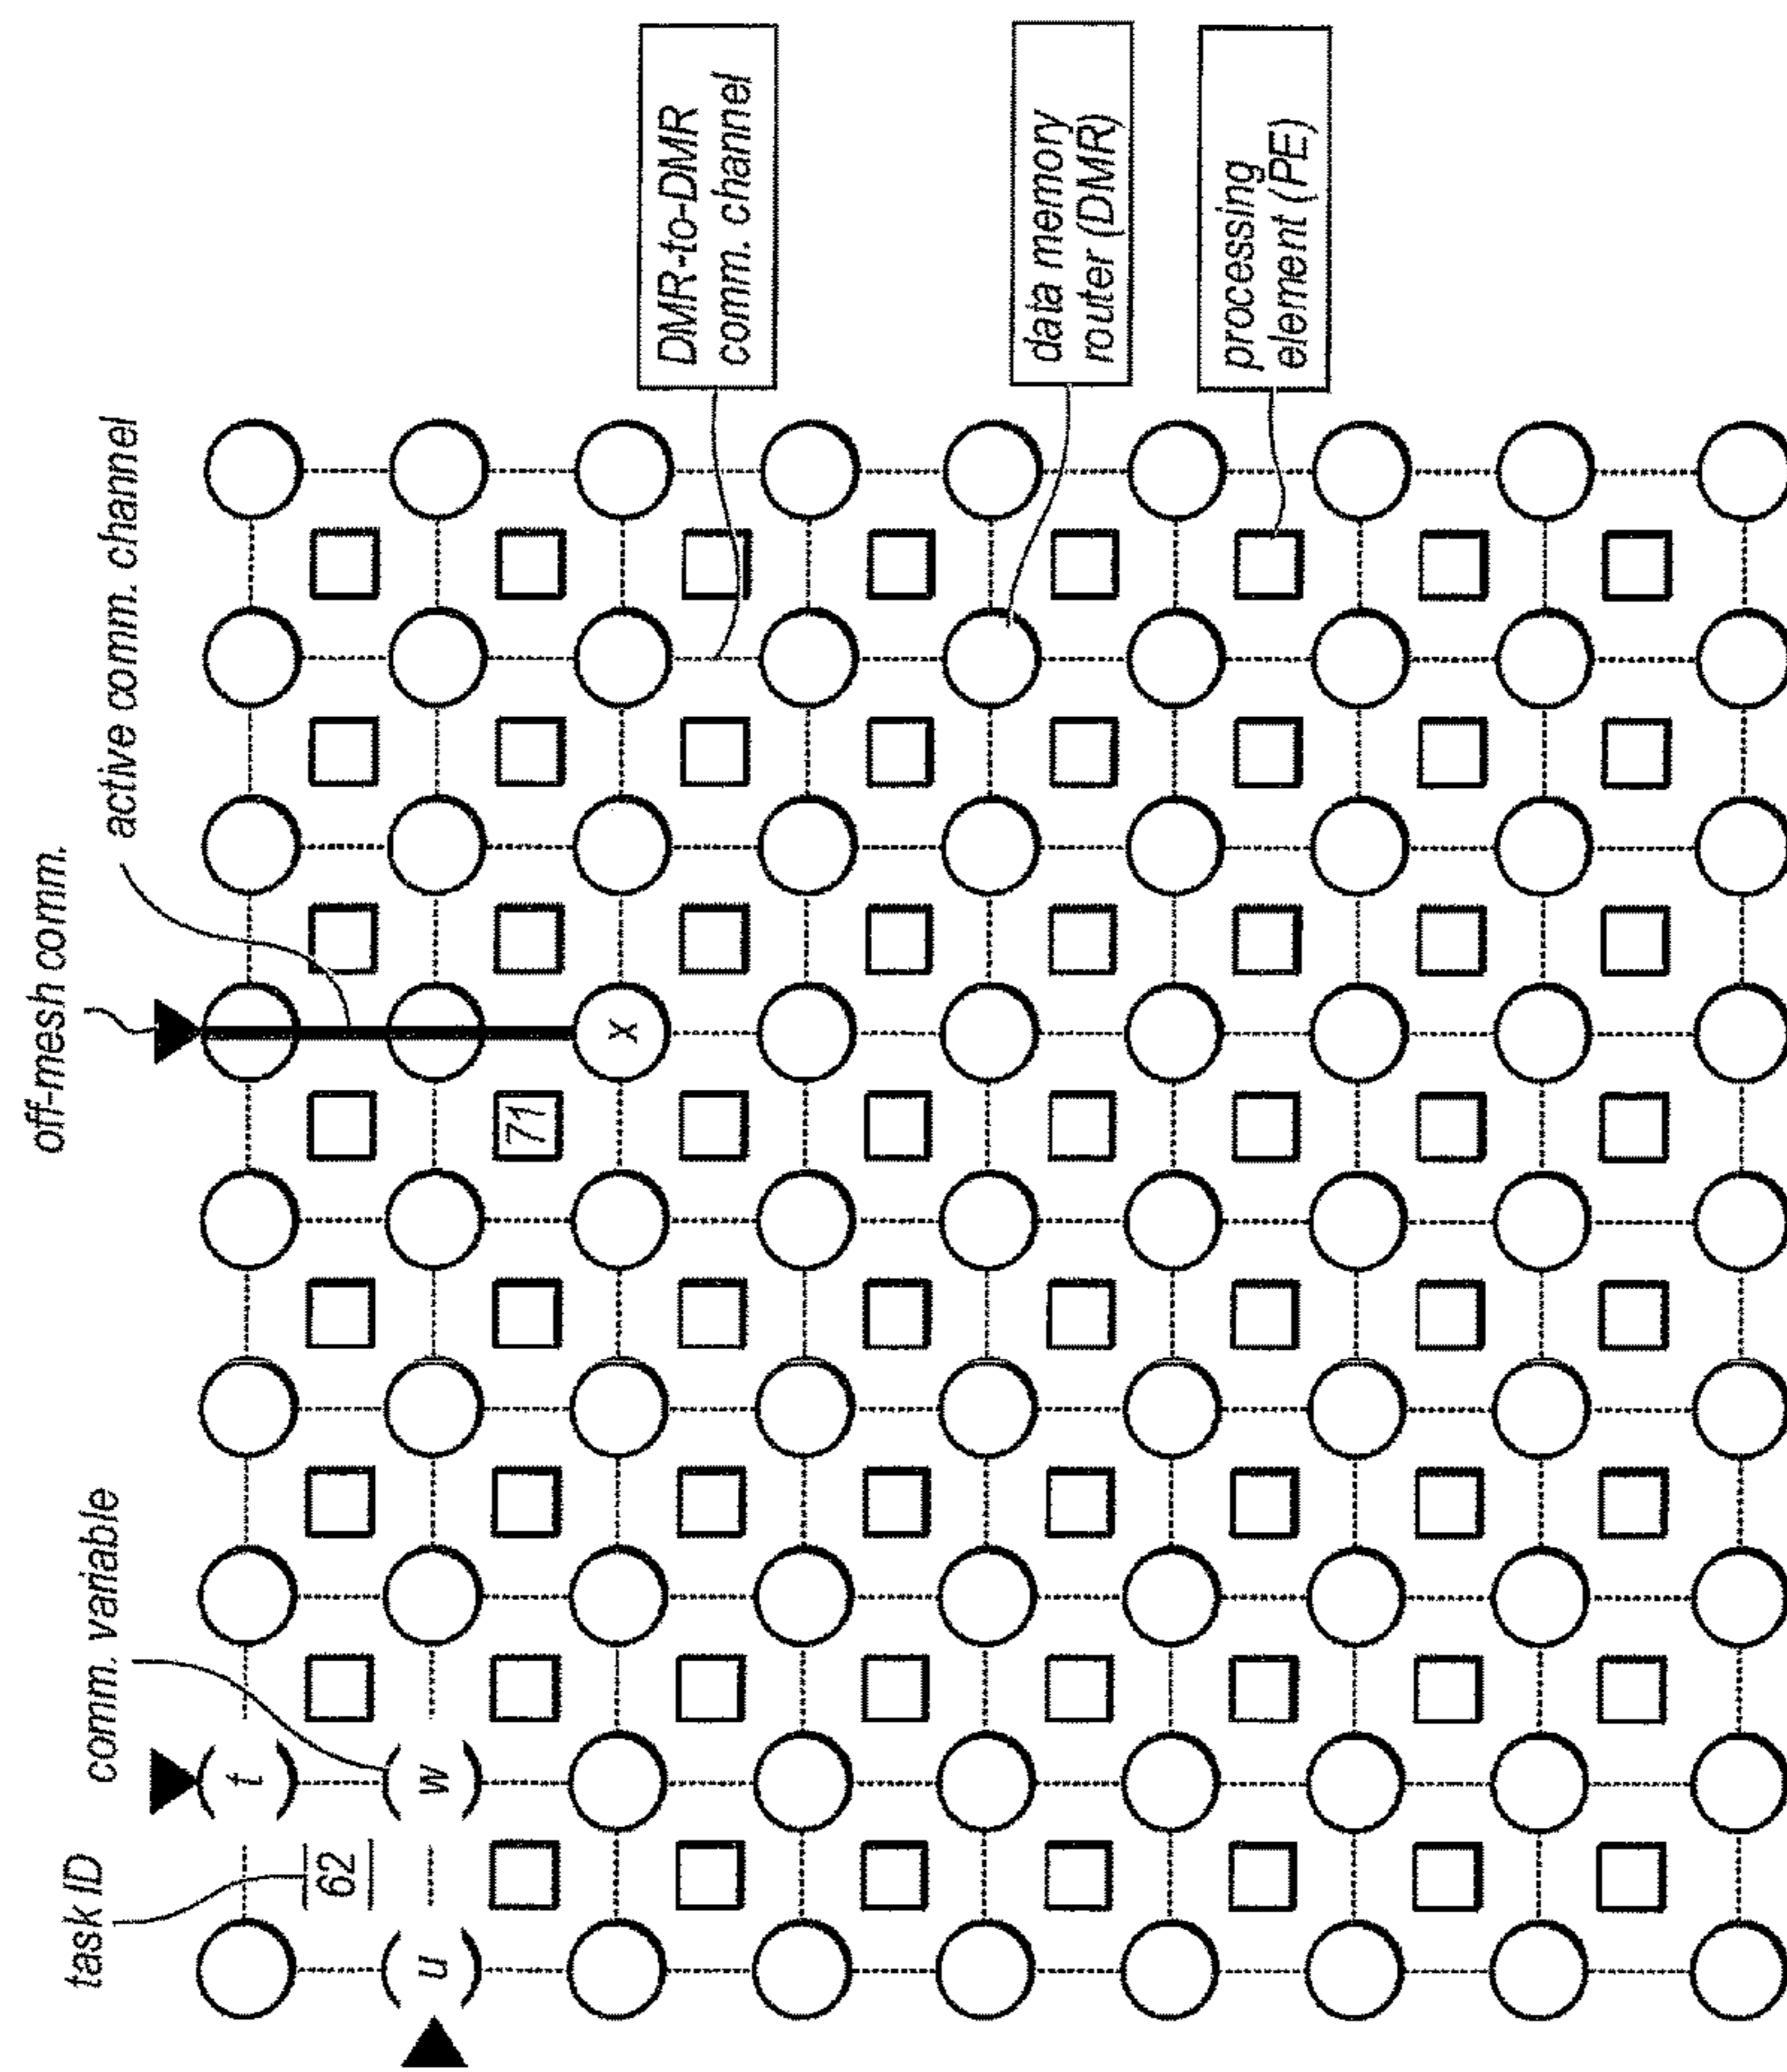 off-mesh comm.
active comm. channel
comm. variable
task ID
t
62
u
w
71
x
DMR-to-DMR
comm. channel
data memory
router (DMR)
processing
element (PE)